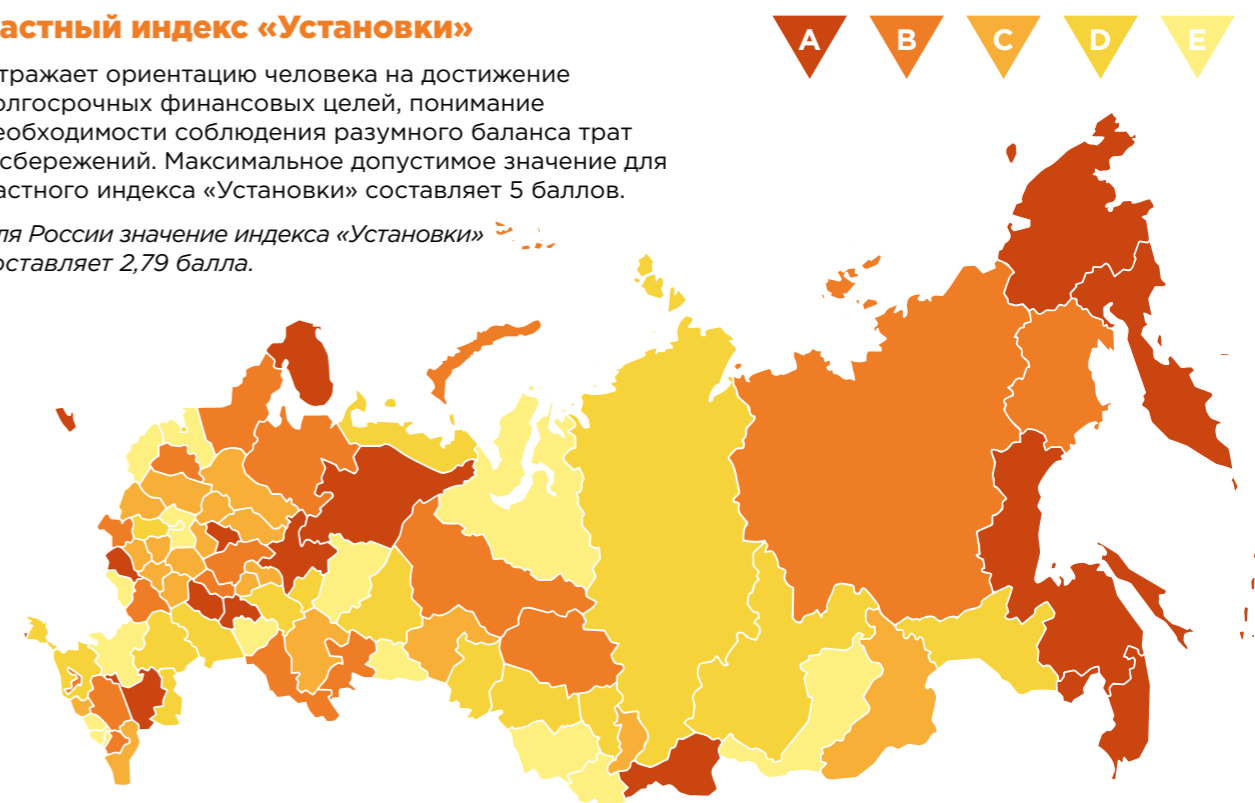 астный индекс «Установки»
A B C D E
тражает ориентацию человека на достижение
олгосрочных финансовых целей, понимание
еобходимости соблюдения разумного баланса трат
сбережений. Максимальное допустимое значение для
астного индекса «Установки» составляет 5 баллов.
ля России значение индекса «Установки»
оставляет 2,79 балла.